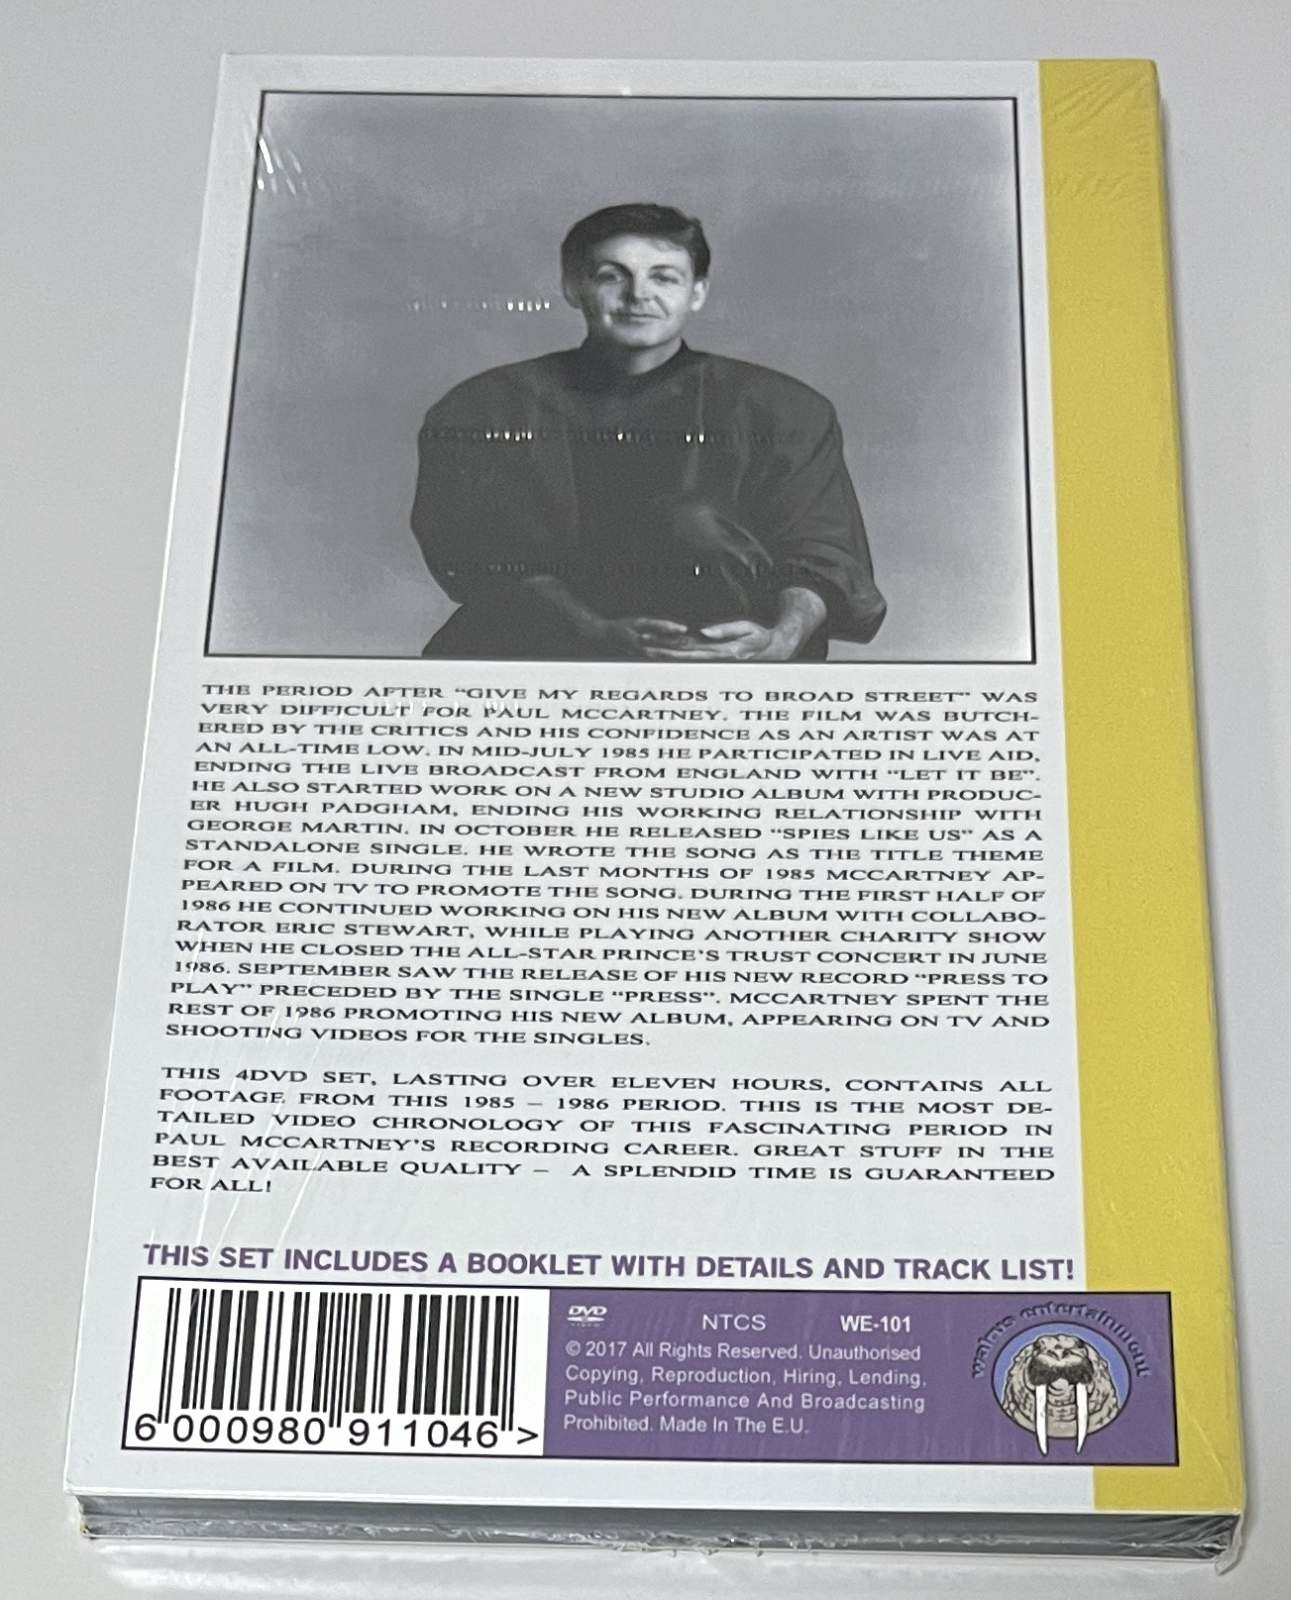 THE PERIOD AFTER "GIVE MY REGARDS TO BROAD STREET" WAS
VERY DIFFICULT FOR PAUL MCCARTNEY. THE FILM WAS BUTCH-
ERED BY THE CRITICS AND HIS CONFIDENCE AS AN ARTIST WAS AT
AN ALL-TIME LOW. IN MID-JULY 1985 HE PARTICIPATED IN LIVE AID,
ENDING THE LIVE BROADCAST FROM ENGLAND WITH "LET IT BE".
HE ALSO STARTED WORK ON A NEW STUDIO ALBUM WITH PRODUC-
ER HUGH PADGHAM, ENDING HIS WORKING RELATIONSHIP WITH
GEORGE MARTIN. IN OCTOBER HE RELEASED "SPIES LIKE US" AS A
STANDALONE SINGLE. HE WROTE THE SONG AS THE TITLE THEME
FOR A FILM. DURING THE LAST MONTHS OF 1985 MCCARTNEY AP-
PEARED ON TV TO PROMOTE THE SONG. DURING THE FIRST HALF OF
1986 HE CONTINUED WORKING ON HIS NEW ALBUM WITH COLLABO-
RATOR ERIC STEWART, WHILE PLAYING ANOTHER CHARITY SHOW
WHEN HE CLOSED THE ALL-STAR PRINCE'S TRUST CONCERT IN JUNE
1986. SEPTEMBER SAW THE RELEASE OF HIS NEW RECORD "PRESS TO
PLAY" PRECEDED BY THE SINGLE "PRESS". MCCARTNEY SPENT THE
REST OF 1986 PROMOTING HIS NEW ALBUM, APPEARING ON TV AND
SHOOTING VIDEOS FOR THE SINGLES.
THIS 4DVD SET, LASTING OVER ELEVEN HOURS, CONTAINS ALL
FOOTAGE FROM THIS 1985 – 1986 PERIOD. THIS IS THE MOST DE-
TAILED VIDEO CHRONOLOGY OF THIS FASCINATING PERIOD IN
PAUL MCCARTNEY'S RECORDING CAREER. GREAT STUFF IN THE
BEST AVAILABLE QUALITY – A SPLENDID TIME IS GUARANTEED
FOR ALL!
THIS SET INCLUDES A BOOKLET WITH DETAILS AND TRACK LIST!
6 000980 911046 >
DVD VIDEO NTCS WE-101
© 2017 All Rights Reserved. Unauthorised
Copying, Reproduction, Hiring, Lending,
Public Performance And Broadcasting
Prohibited. Made In The E.U.
walrus entertainment